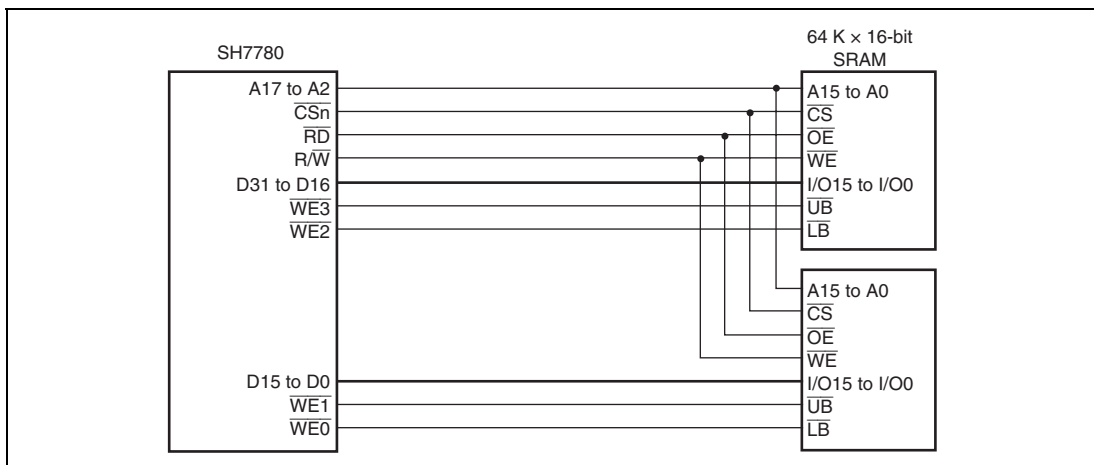 SH7780
A17 to A2
CSn
RD
R/W
D31 to D16
WE3
WE2
D15 to D0
WE1
WE0
64 K × 16-bit
SRAM
A15 to A0
CS
OE
WE
I/O15 to I/O0
UB
LB
A15 to A0
CS
OE
WE
I/O15 to I/O0
UB
LB